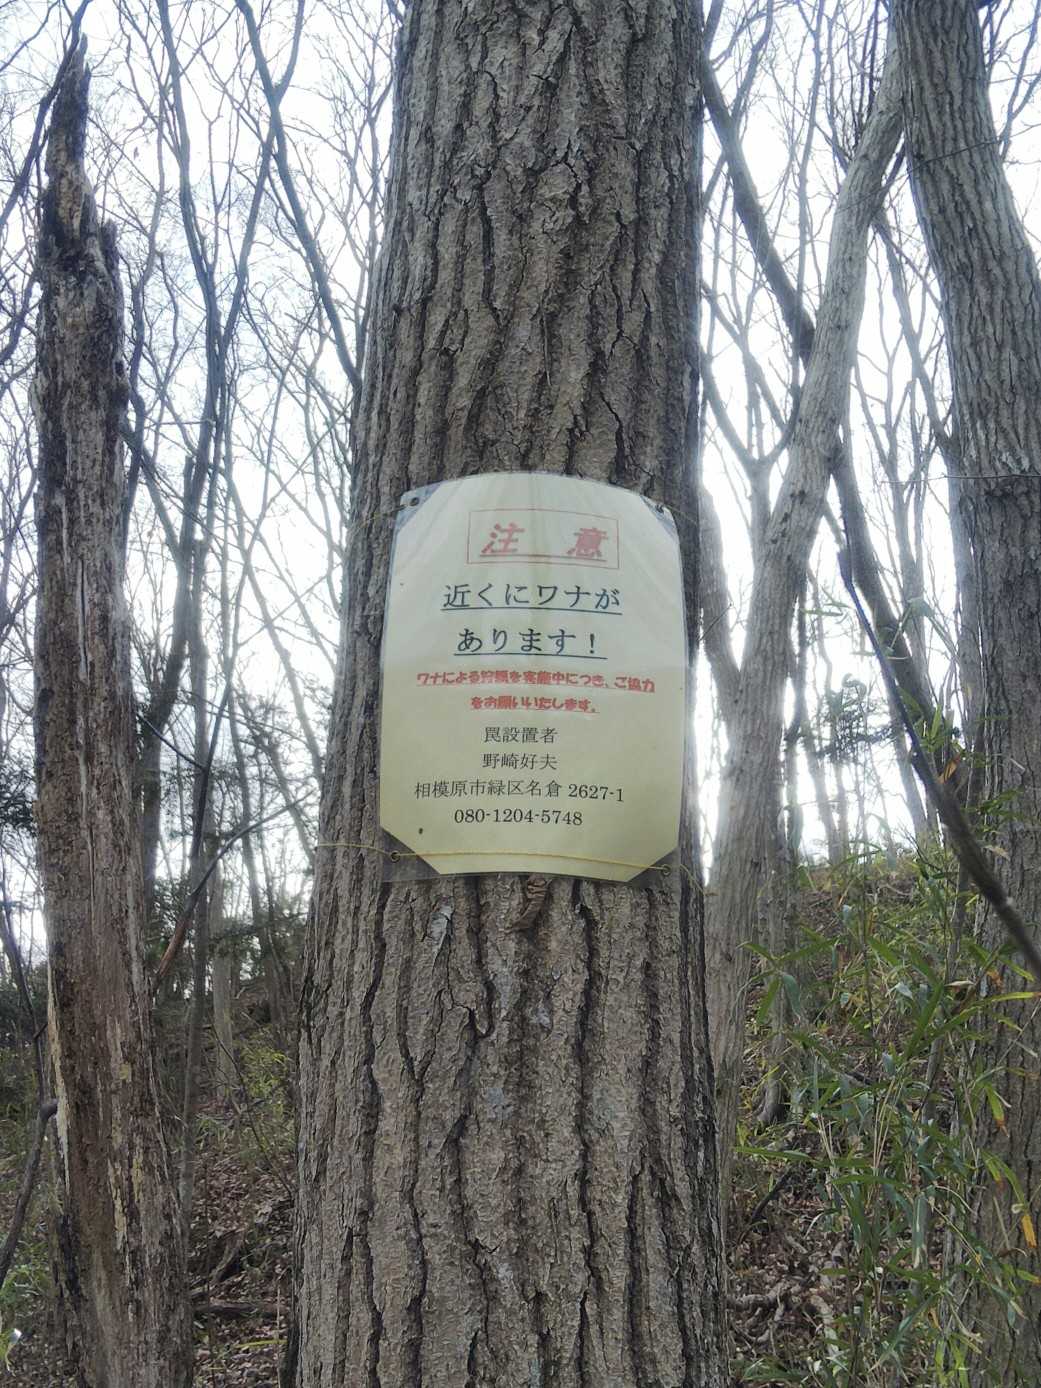 注 意
近くにワナが
あります！
ワナによる狩猟を実施中につき、ご協力
をお願いいたします。
罠設置者
野崎好夫
相模原市緑区名倉 2627-1
080-1204-5748